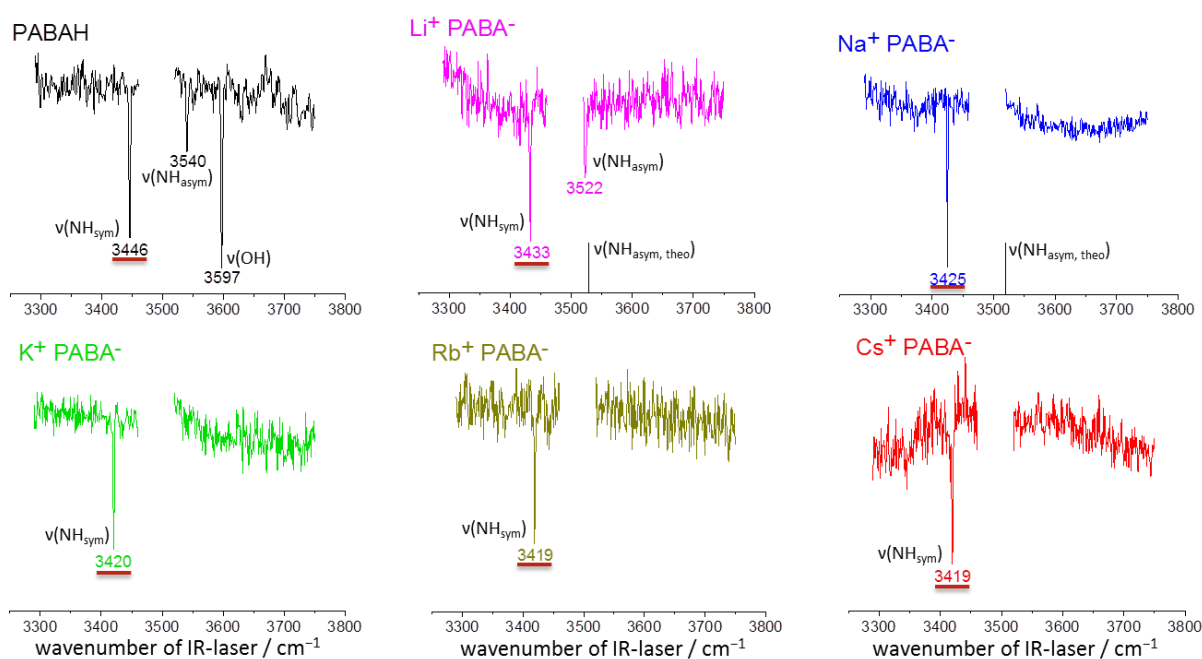 PABAH
3540
ν(NHasym)
ν(NHsym)
3446
ν(OH)
3597
3300 3400 3500 3600 3700 3800
Li+ PABA-
ν(NHasym)
3522
ν(NHsym)
3433
ν(NHasym, theo)
3300 3400 3500 3600 3700 3800
Na+ PABA-
ν(NHasym, theo)
3425
3300 3400 3500 3600 3700 3800
K+ PABA-
ν(NHsym)
3420
3300 3400 3500 3600 3700 3800
wavenumber of IR-laser / cm−1
Rb+ PABA-
ν(NHsym)
3419
3300 3400 3500 3600 3700 3800
wavenumber of IR-laser / cm−1
Cs+ PABA-
ν(NHsym)
3419
3300 3400 3500 3600 3700 3800
wavenumber of IR-laser / cm−1